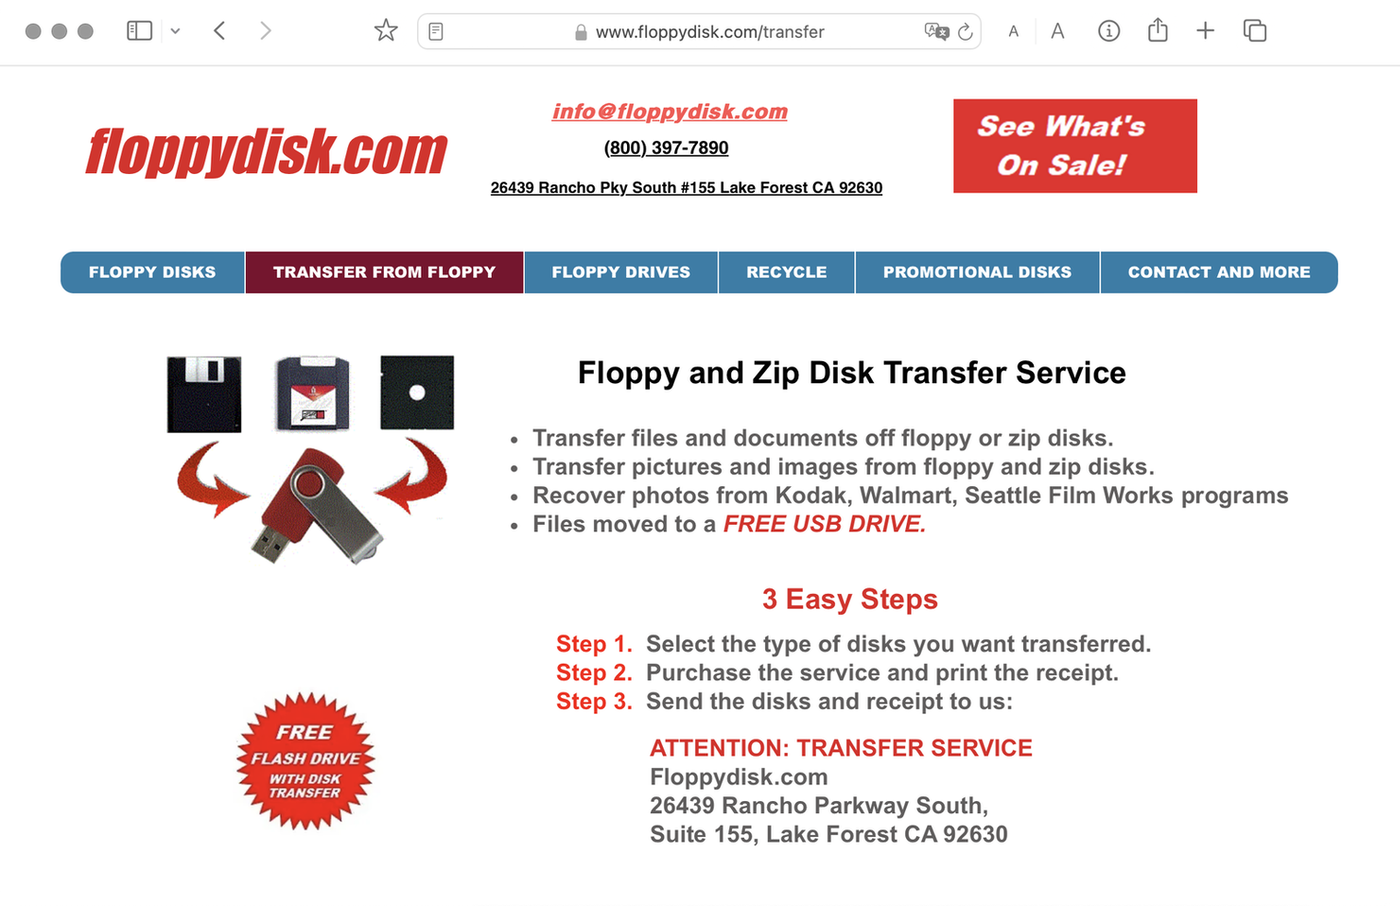 www.floppydisk.com/transfer
A A
floppydisk.com
info@floppydisk.com
(800) 397-7890
26439 Rancho Pky South #155 Lake Forest CA 92630
See What's
On Sale!
FLOPPY DISKS
TRANSFER FROM FLOPPY
FLOPPY DRIVES
RECYCLE
PROMOTIONAL DISKS
CONTACT AND MORE
Floppy and Zip Disk Transfer Service
• Transfer files and documents off floppy or zip disks.
• Transfer pictures and images from floppy and zip disks.
• Recover photos from Kodak, Walmart, Seattle Film Works programs
• Files moved to a FREE USB DRIVE.
3 Easy Steps
Step 1. Select the type of disks you want transferred.
Step 2. Purchase the service and print the receipt.
Step 3. Send the disks and receipt to us:
ATTENTION: TRANSFER SERVICE
Floppydisk.com
26439 Rancho Parkway South,
Suite 155, Lake Forest CA 92630
FREE
FLASH DRIVE
WITH DISK
TRANSFER